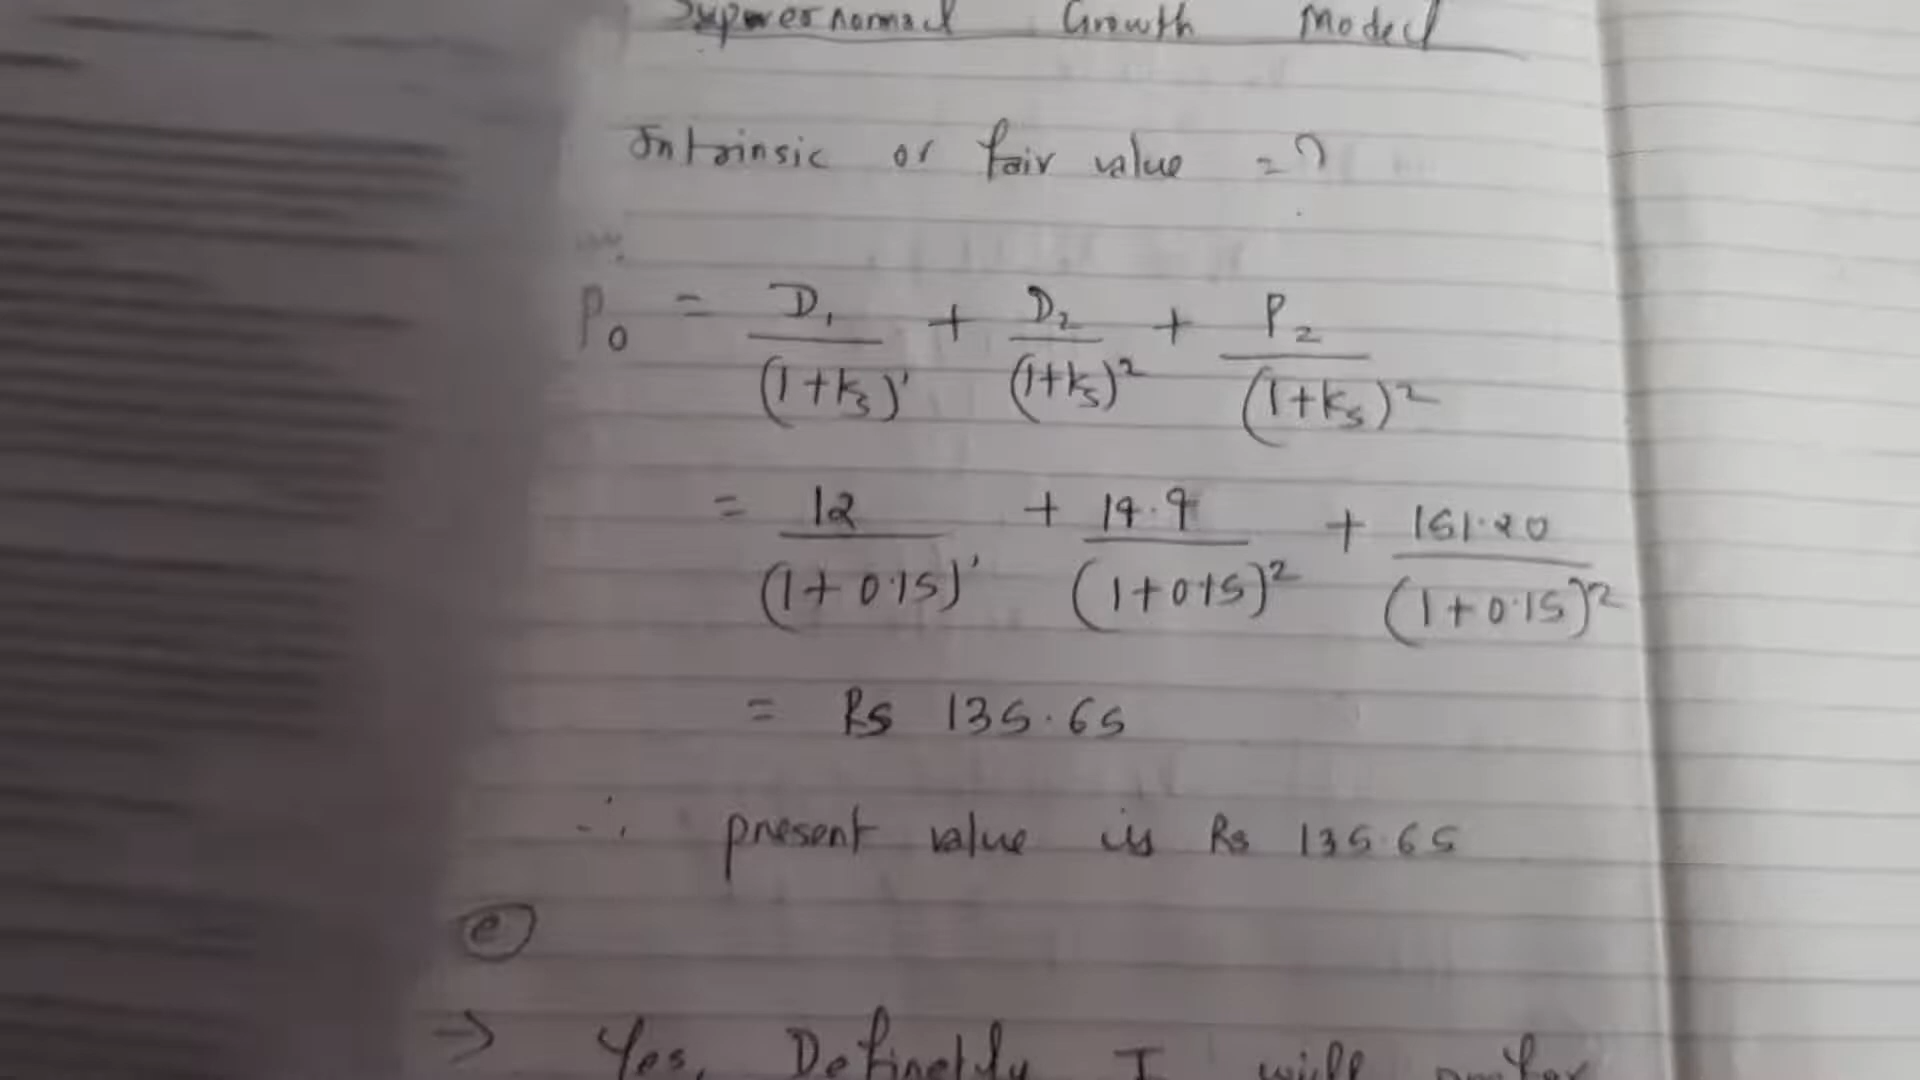 Supernormal Growth Model
Intrinsic or fair value = ?
P0 = D1/(1+ks)^1 + D2/(1+ks)^2 + P2/(1+ks)^2
= 12/(1+0.15)^1 + 14.4/(1+0.15)^2 + 151.20/(1+0.15)^2
= Rs 135.65
∴ present value is Rs 135.65
(e)
→ Yes, Definetly I will